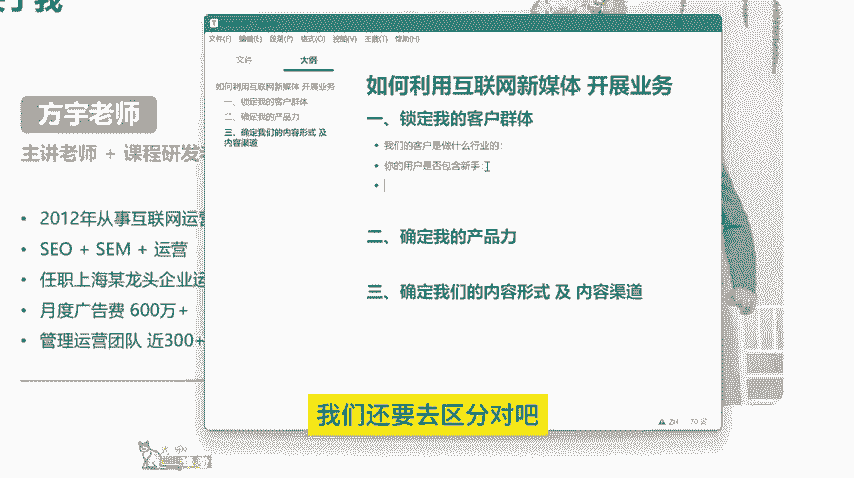 方宇老师
主讲老师 + 课程研发
2012年从事互联网运营
SEO + SEM + 运营
任职上海某龙头企业运
月度广告费 600万+
管理运营团队 近300+
T
文件(F) 编辑(E) 段落(P) 格式(O) 视图(V) 主题(T) 帮助(H)
文件 大纲
如何利用互联网新媒体 开展业务
一、锁定我的客户群体
二、确定我的产品力
三、确定我们的内容形式 及
内容渠道
如何利用互联网新媒体 开展业务
一、锁定我的客户群体
我们的客户是做什么行业的:
你的用户是否包含新手:
二、确定我的产品力
三、确定我们的内容形式 及 内容渠道
我们还要去区分对吧